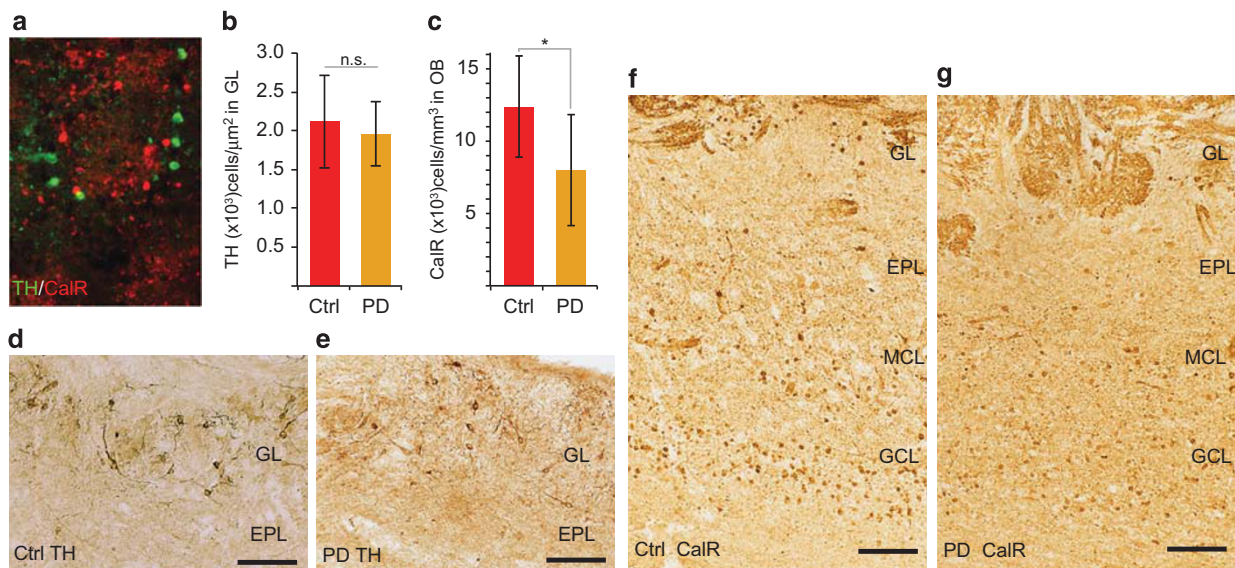 a
TH/CalR
b
TH (x10³)cells/µm² in GL
3.0
2.5
2.0
1.5
1.0
0.5
n.s.
Ctrl PD
c
CalR (x10³)cells/mm³ in OB
15
10
5
*
Ctrl PD
d
GL
EPL
Ctrl TH
e
GL
EPL
PD TH
f
GL
EPL
MCL
GCL
Ctrl CalR
g
GL
EPL
MCL
GCL
PD CalR